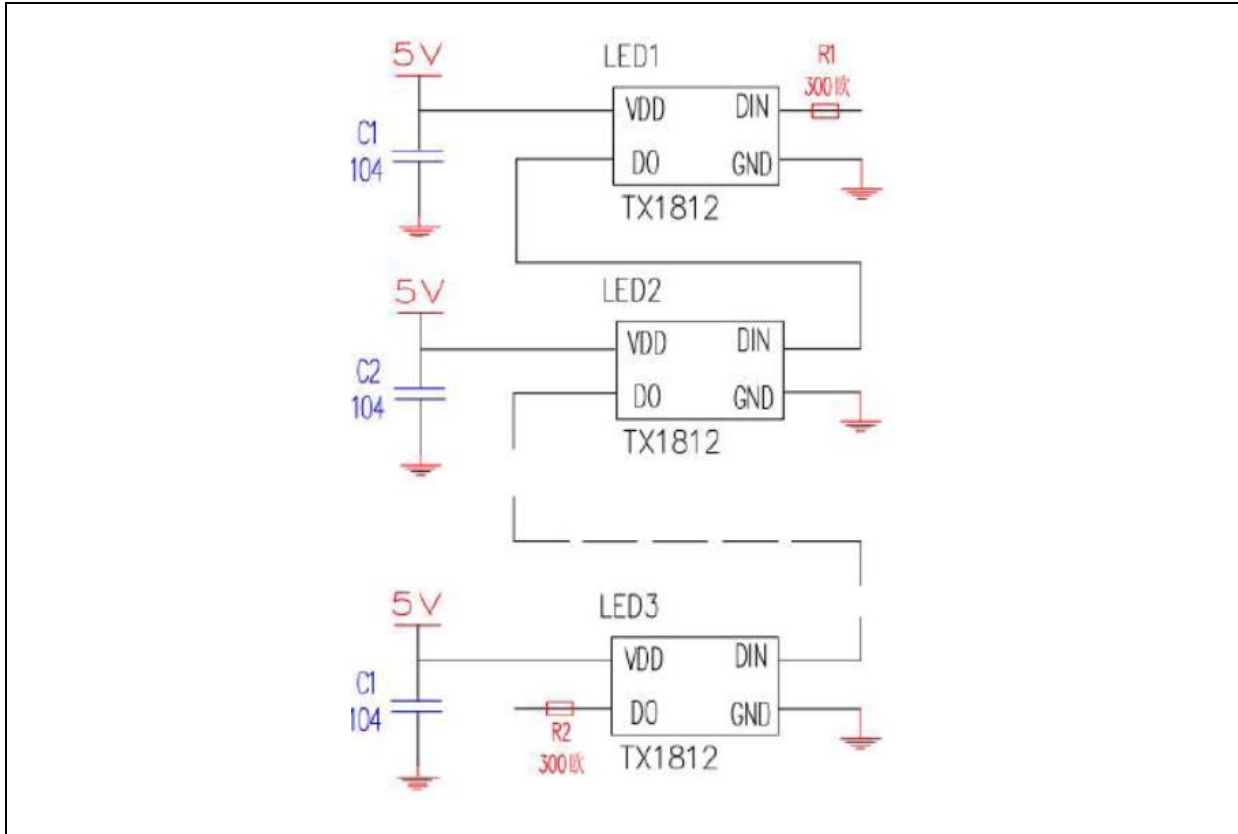 5V
LED1
R1
300欧
VDD
DIN
C1
104
DO
GND
TX1812
5V
LED2
VDD
DIN
C2
104
DO
GND
TX1812
5V
LED3
VDD
DIN
C1
104
DO
GND
R2
300欧
TX1812